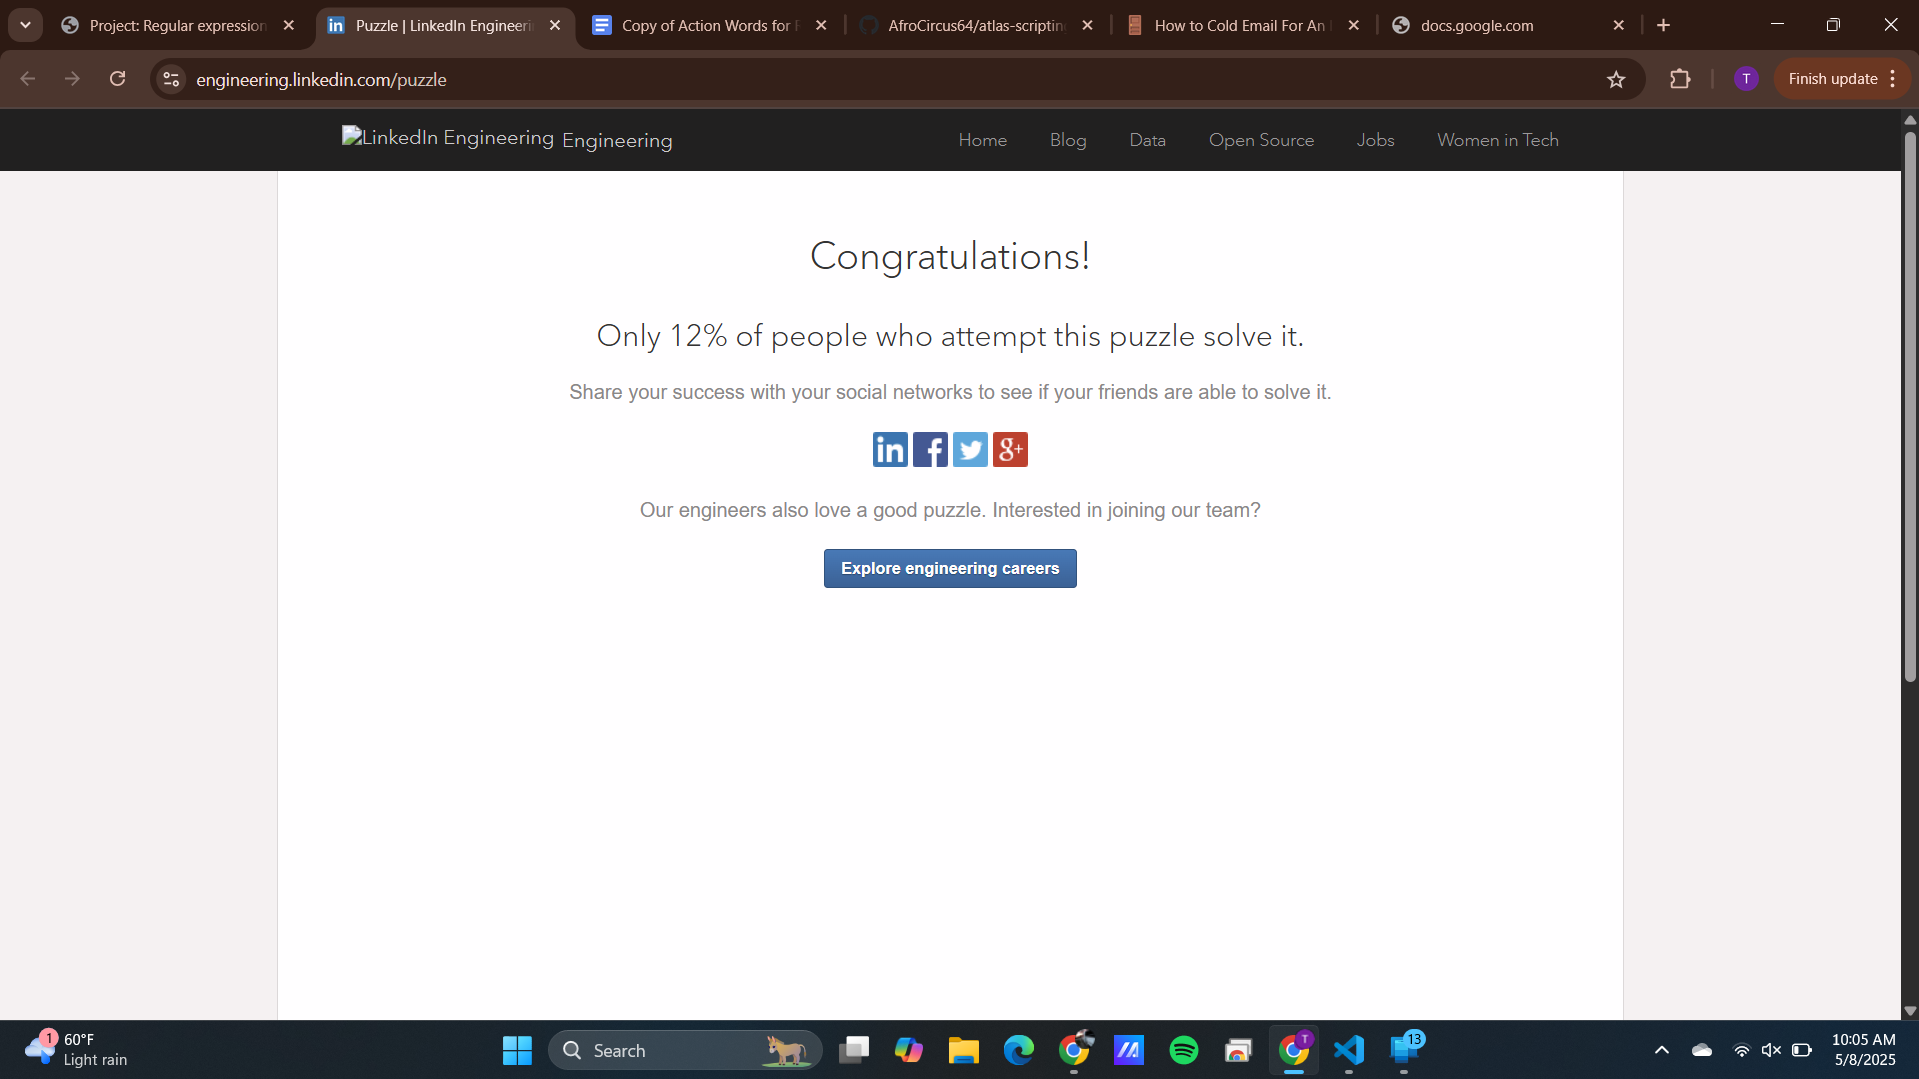 Project: Regular expression
Puzzle | LinkedIn Engineeri
Copy of Action Words for R
AfroCircus64/atlas-scripting
How to Cold Email For An
docs.google.com
engineering.linkedin.com/puzzle
T
Finish update
LinkedIn Engineering Engineering
Home
Blog
Data
Open Source
Jobs
Women in Tech
Congratulations!
Only 12% of people who attempt this puzzle solve it.
Share your success with your social networks to see if your friends are able to solve it.
in f g+
Our engineers also love a good puzzle. Interested in joining our team?
Explore engineering careers
1
60°F
Light rain
Search
T
13
10:05 AM
5/8/2025